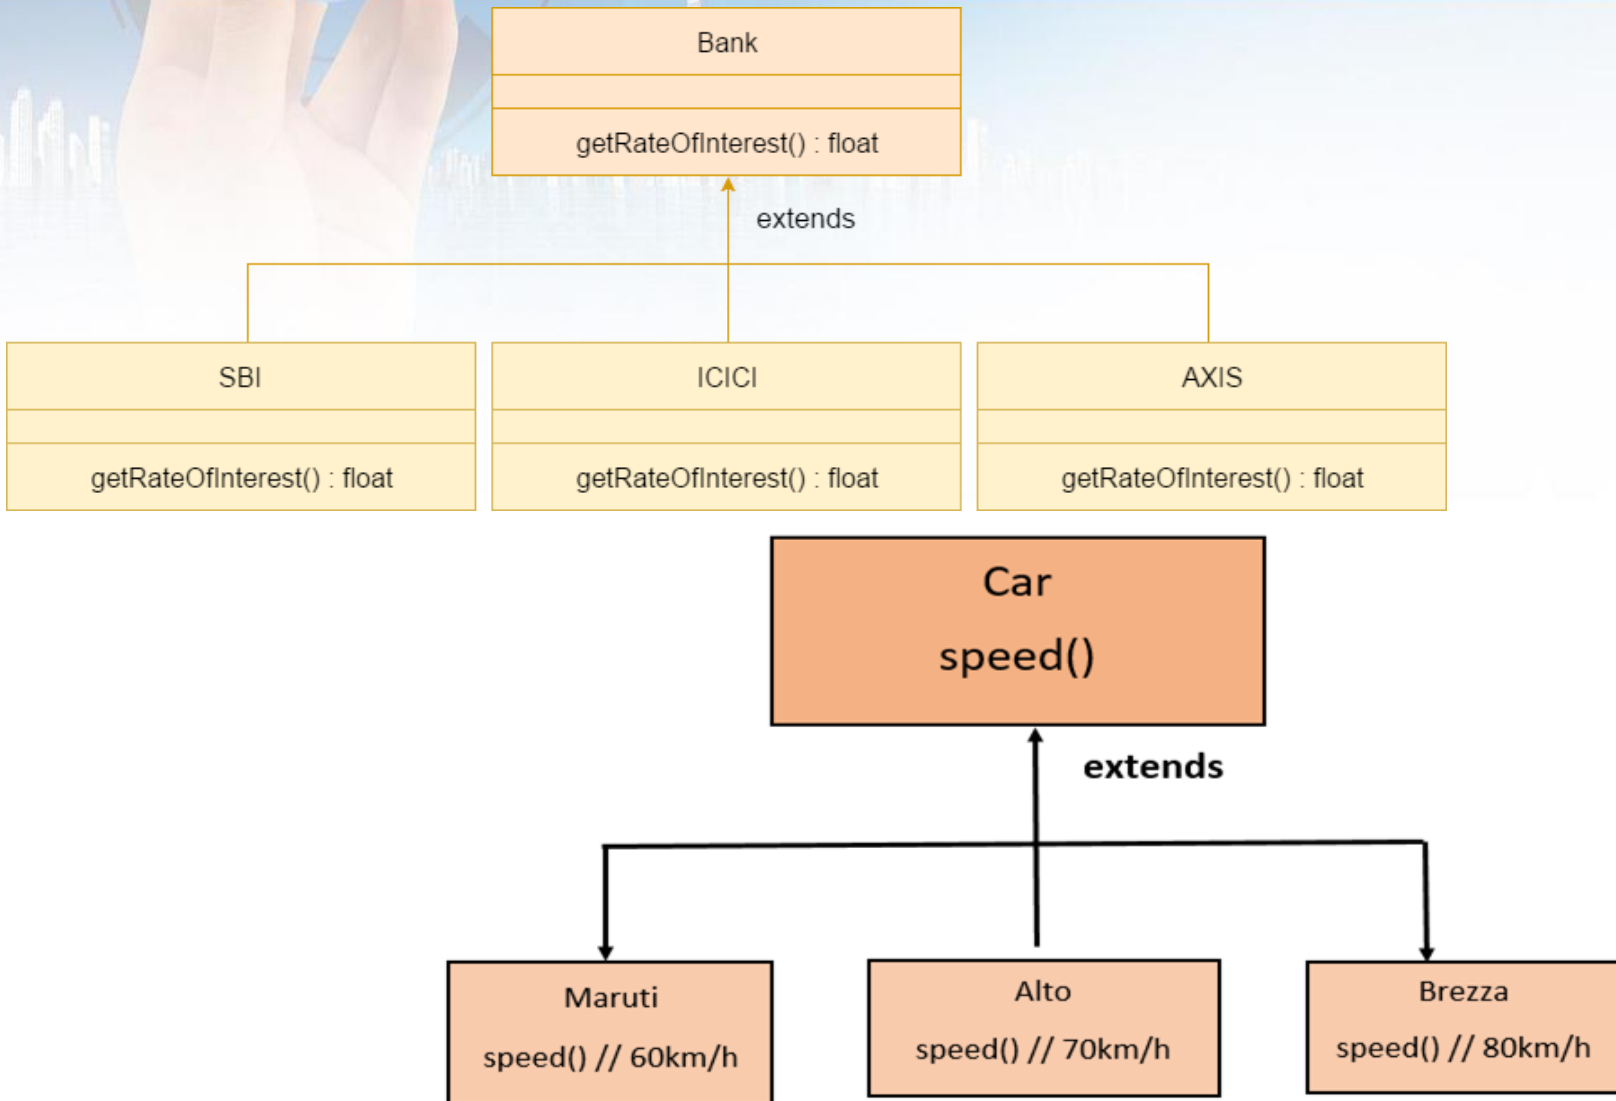 Bank
getRateOfInterest() : float
extends
SBI
getRateOfInterest() : float
ICICI
getRateOfInterest() : float
AXIS
getRateOfInterest() : float
Car
speed()
extends
Maruti
speed() // 60km/h
Alto
speed() // 70km/h
Brezza
speed() // 80km/h